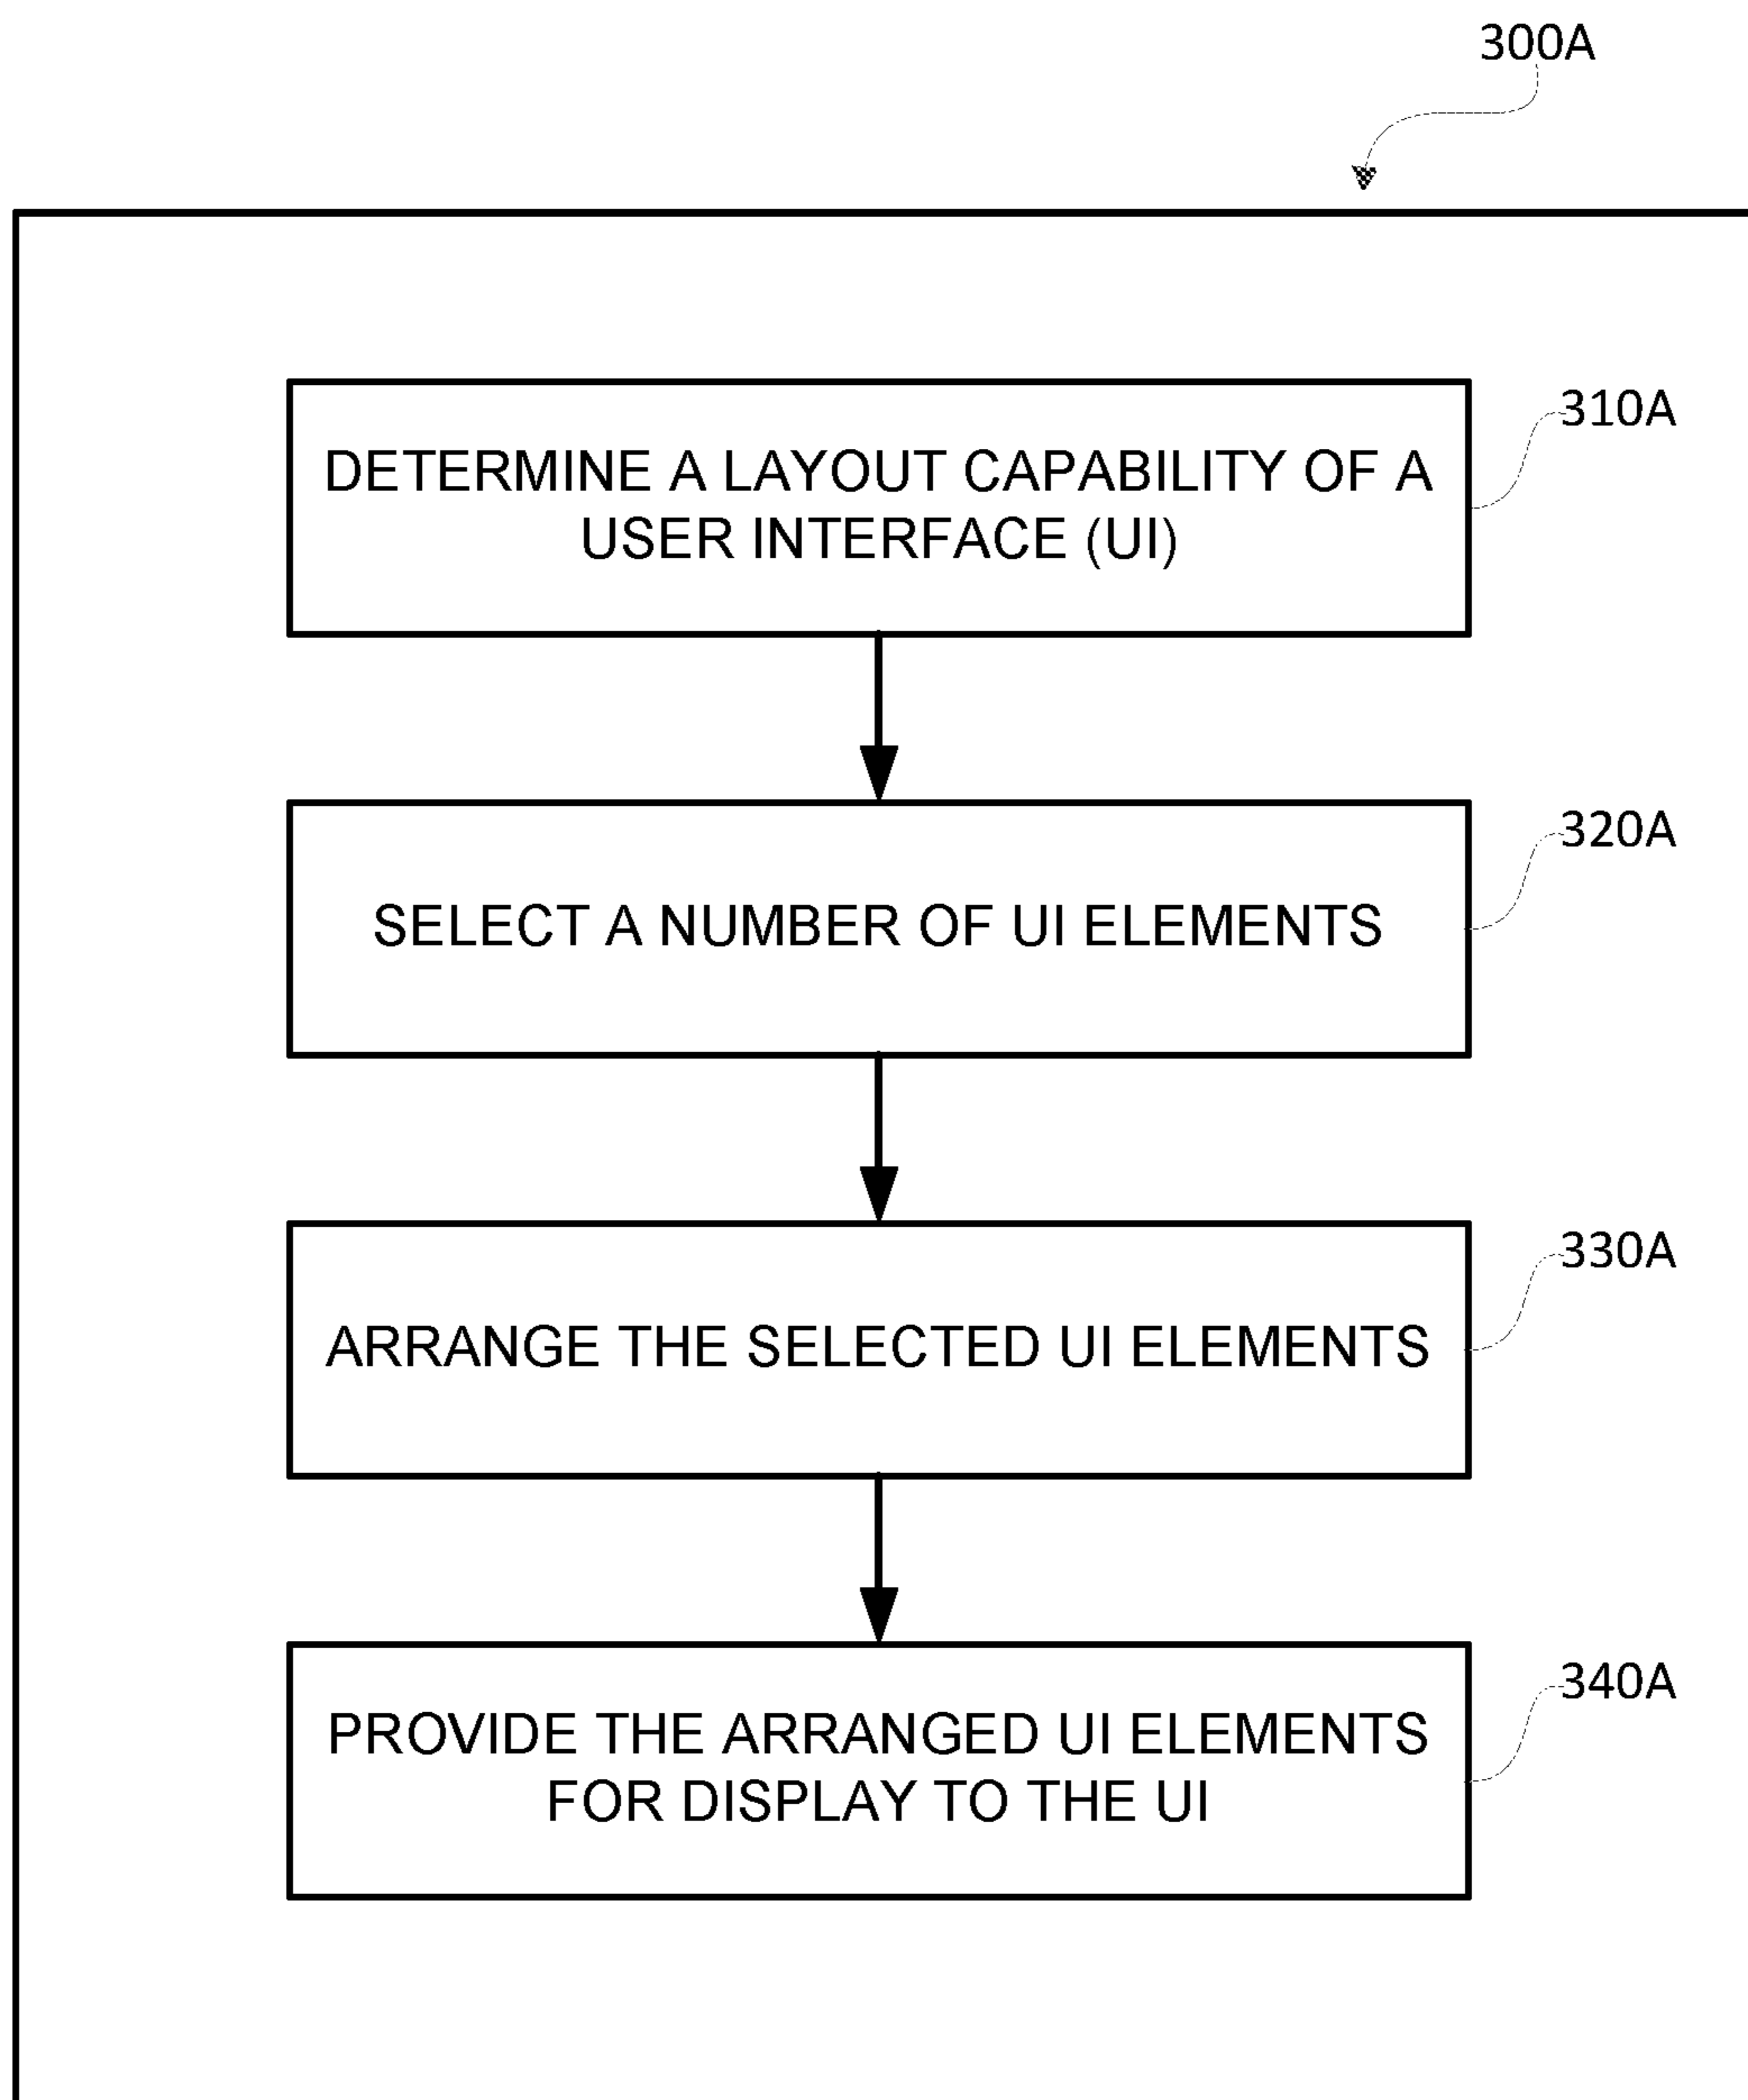 300A
310A
DETERMINE A LAYOUT CAPABILITY OF A
USER INTERFACE (UI)
320A
SELECT A NUMBER OF UI ELEMENTS
330A
ARRANGE THE SELECTED UI ELEMENTS
340A
PROVIDE THE ARRANGED UI ELEMENTS
FOR DISPLAY TO THE UI